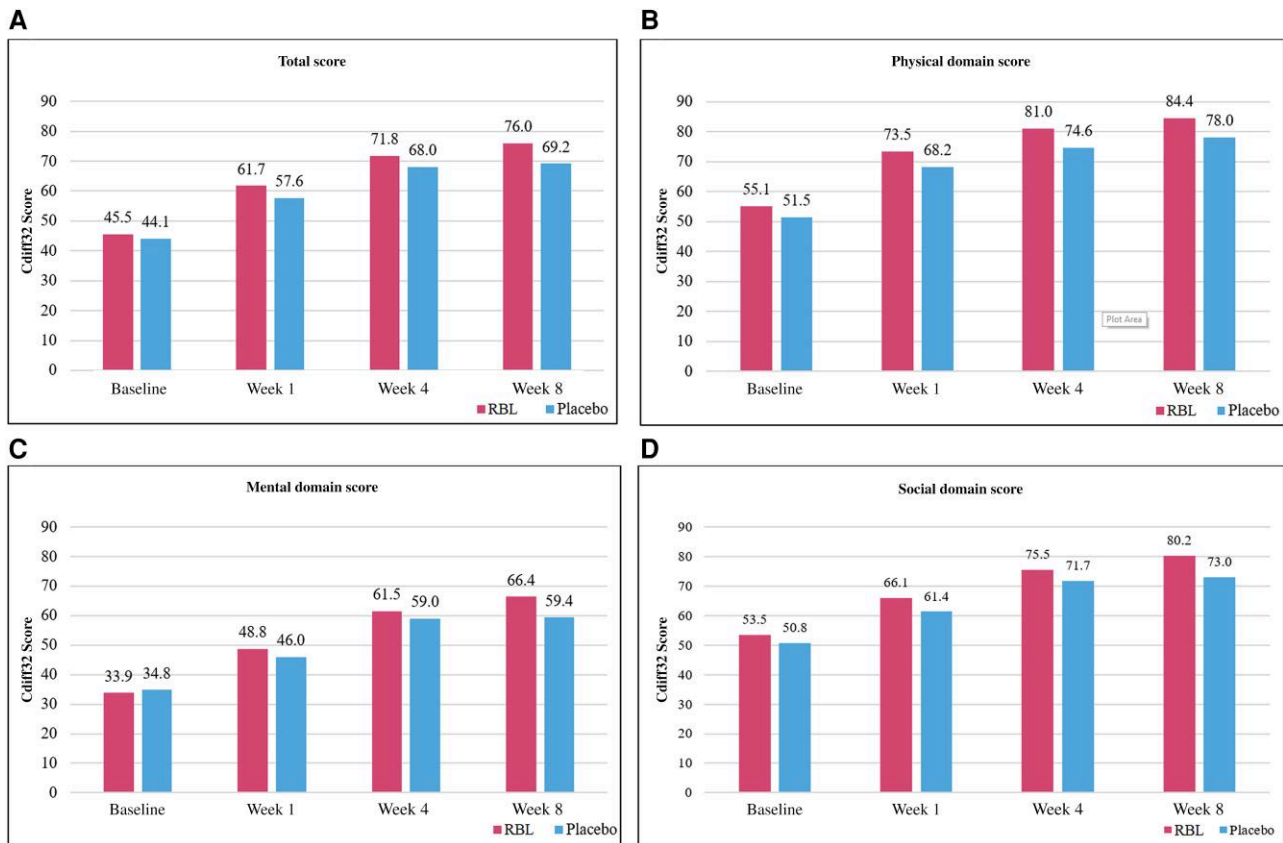 A
Total score
Cdiff32 Score
90
80
70
60
50
40
30
20
10
0
45.5 44.1
61.7 57.6
71.8 68.0
76.0 69.2
Baseline Week 1 Week 4 Week 8
RBL Placebo
B
Physical domain score
Cdiff32 Score
90
80
70
60
50
40
30
20
10
0
55.1 51.5
73.5 68.2
81.0 74.6
84.4 78.0
Plot Area
Baseline Week 1 Week 4 Week 8
RBL Placebo
C
Mental domain score
Cdiff32 Score
90
80
70
60
50
40
30
20
10
0
33.9 34.8
48.8 46.0
61.5 59.0
66.4 59.4
Baseline Week 1 Week 4 Week 8
RBL Placebo
D
Social domain score
Cdiff32 Score
90
80
70
60
50
40
30
20
10
0
53.5 50.8
66.1 61.4
75.5 71.7
80.2 73.0
Baseline Week 1 Week 4 Week 8
RBL Placebo